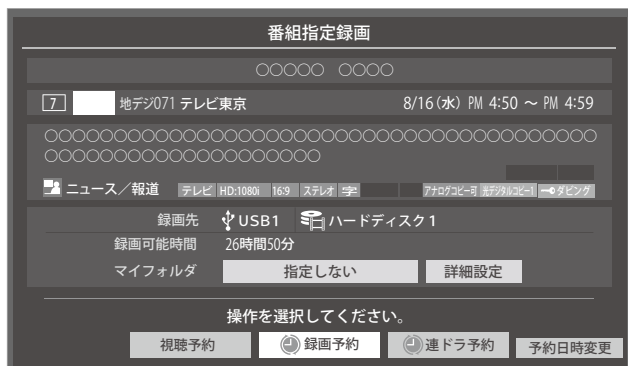 番組指定録画
○○○○○ ○○○○
7 地デジ071 テレビ東京 8/16(水) PM 4:50 ～ PM 4:59
○○○○○○○○○○○○○○○○○○○○○○○○○○○○○○○○○○○○○○○○
○○○○○○○○○○○○○○○○○○○○
ニュース／報道 テレビ HD:1080i 16:9 ステレオ 字 アナログコピー可 光デジタルコピー1 ダビング
録画先 USB1 ハードディスク1
録画可能時間 26時間50分
マイフォルダ 指定しない 詳細設定
操作を選択してください。
視聴予約 録画予約 連ドラ予約 予約日時変更